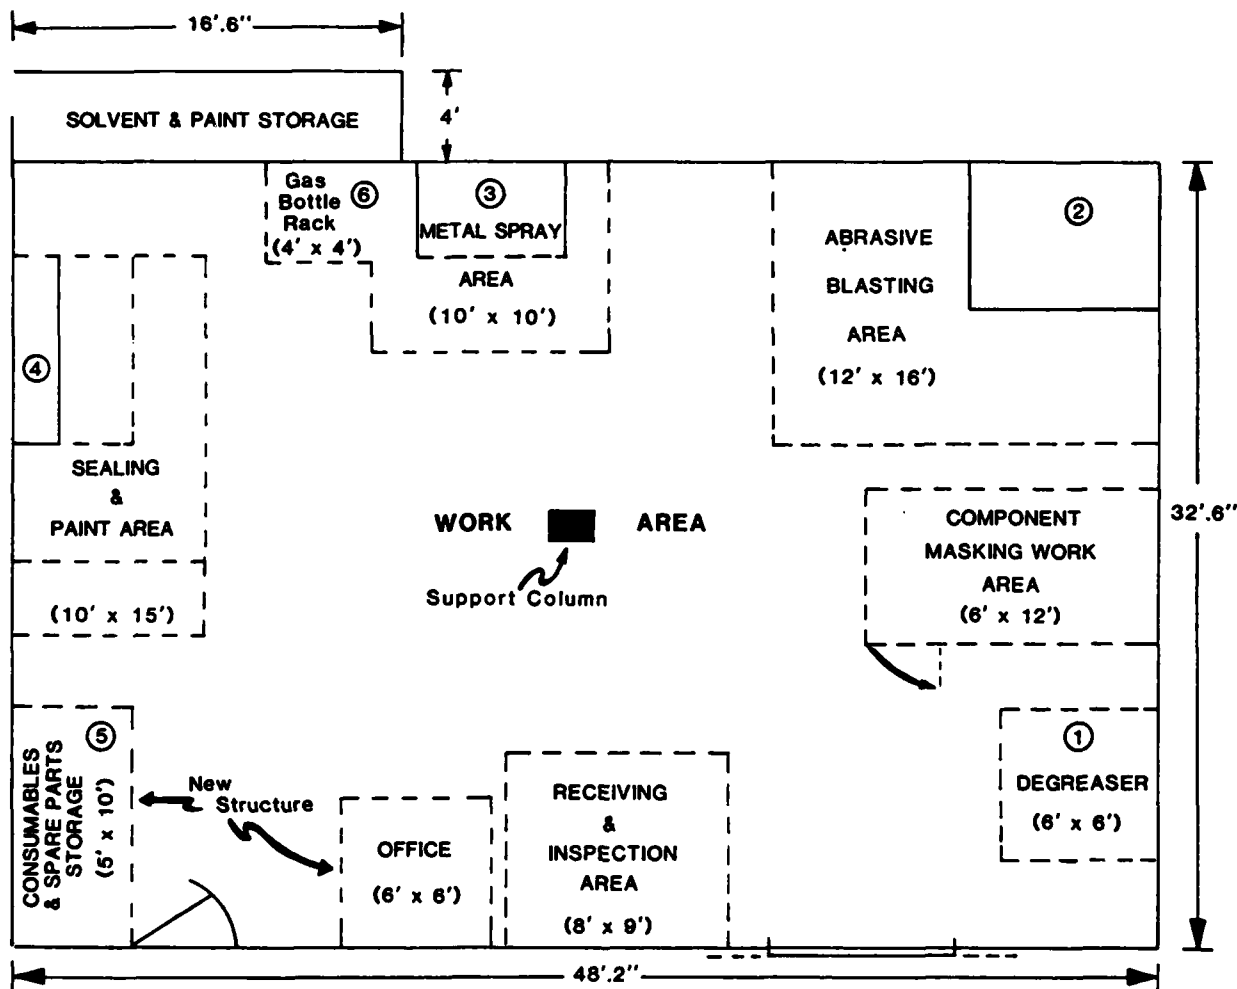 16'.6"
SOLVENT & PAINT STORAGE
4'
Gas
Bottle
Rack
(4' x 4')
6
3
METAL SPRAY
AREA
(10' x 10')
ABRASIVE
BLASTING
AREA
(12' x 16')
2
4
SEALING
&
PAINT AREA
(10' x 15')
WORK AREA
Support Column
COMPONENT
MASKING WORK
AREA
(6' x 12')
32'.6"
5
CONSUMABLES
& SPARE PARTS
STORAGE
(5' x 10')
New
Structure
OFFICE
(6' x 6')
RECEIVING
&
INSPECTION
AREA
(8' x 9')
1
DEGREASER
(6' x 6')
48'.2"